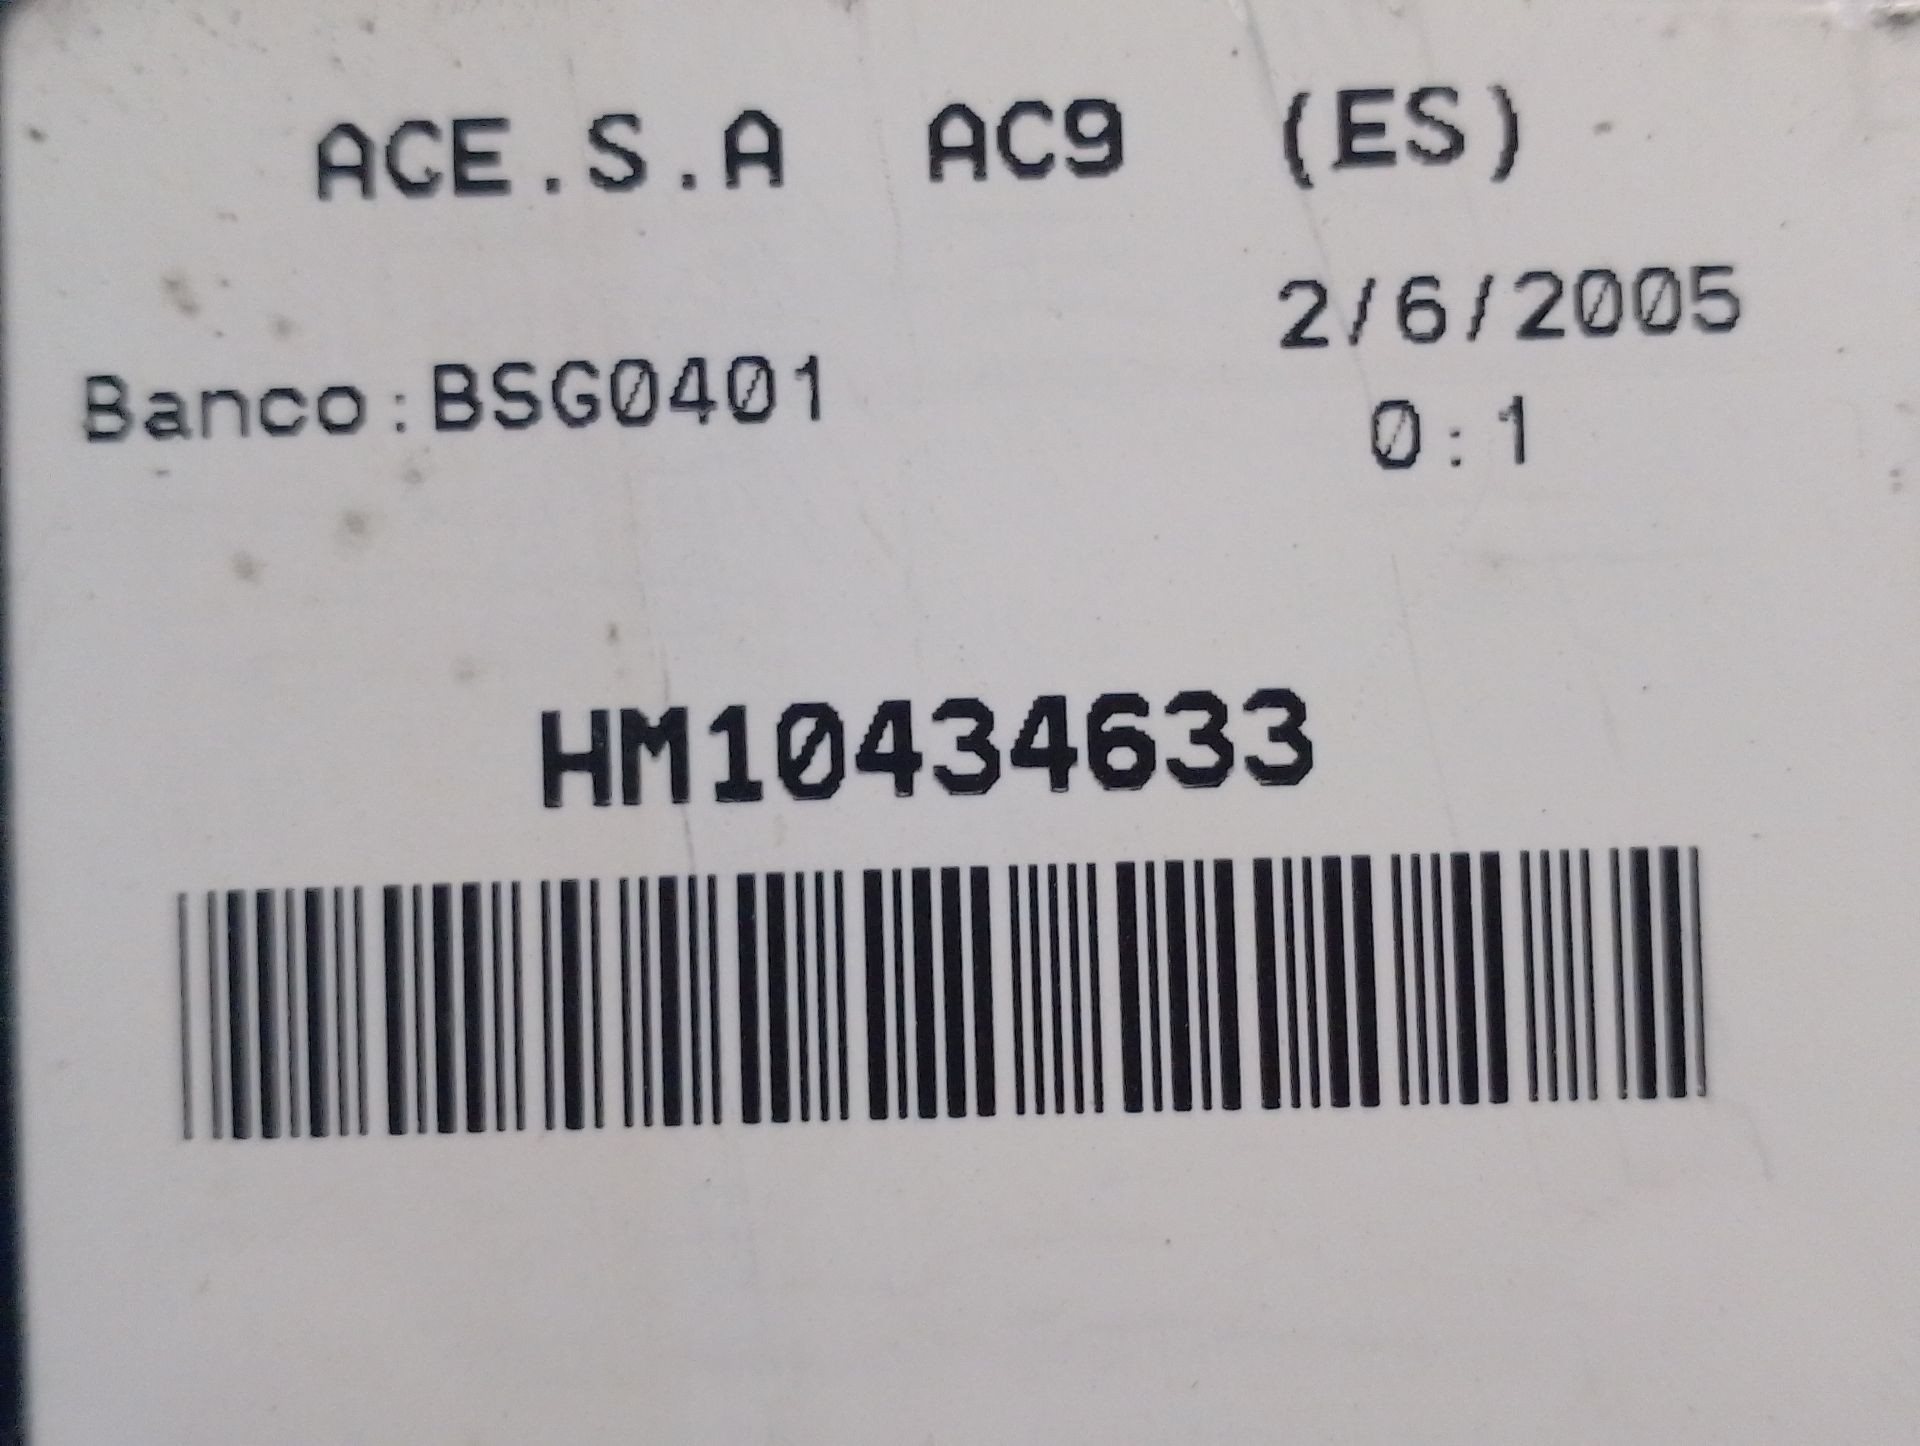 ACE.S.A AC9 (ES)
2/6/2005
Banco:BSG0401
0:1
HM10434633